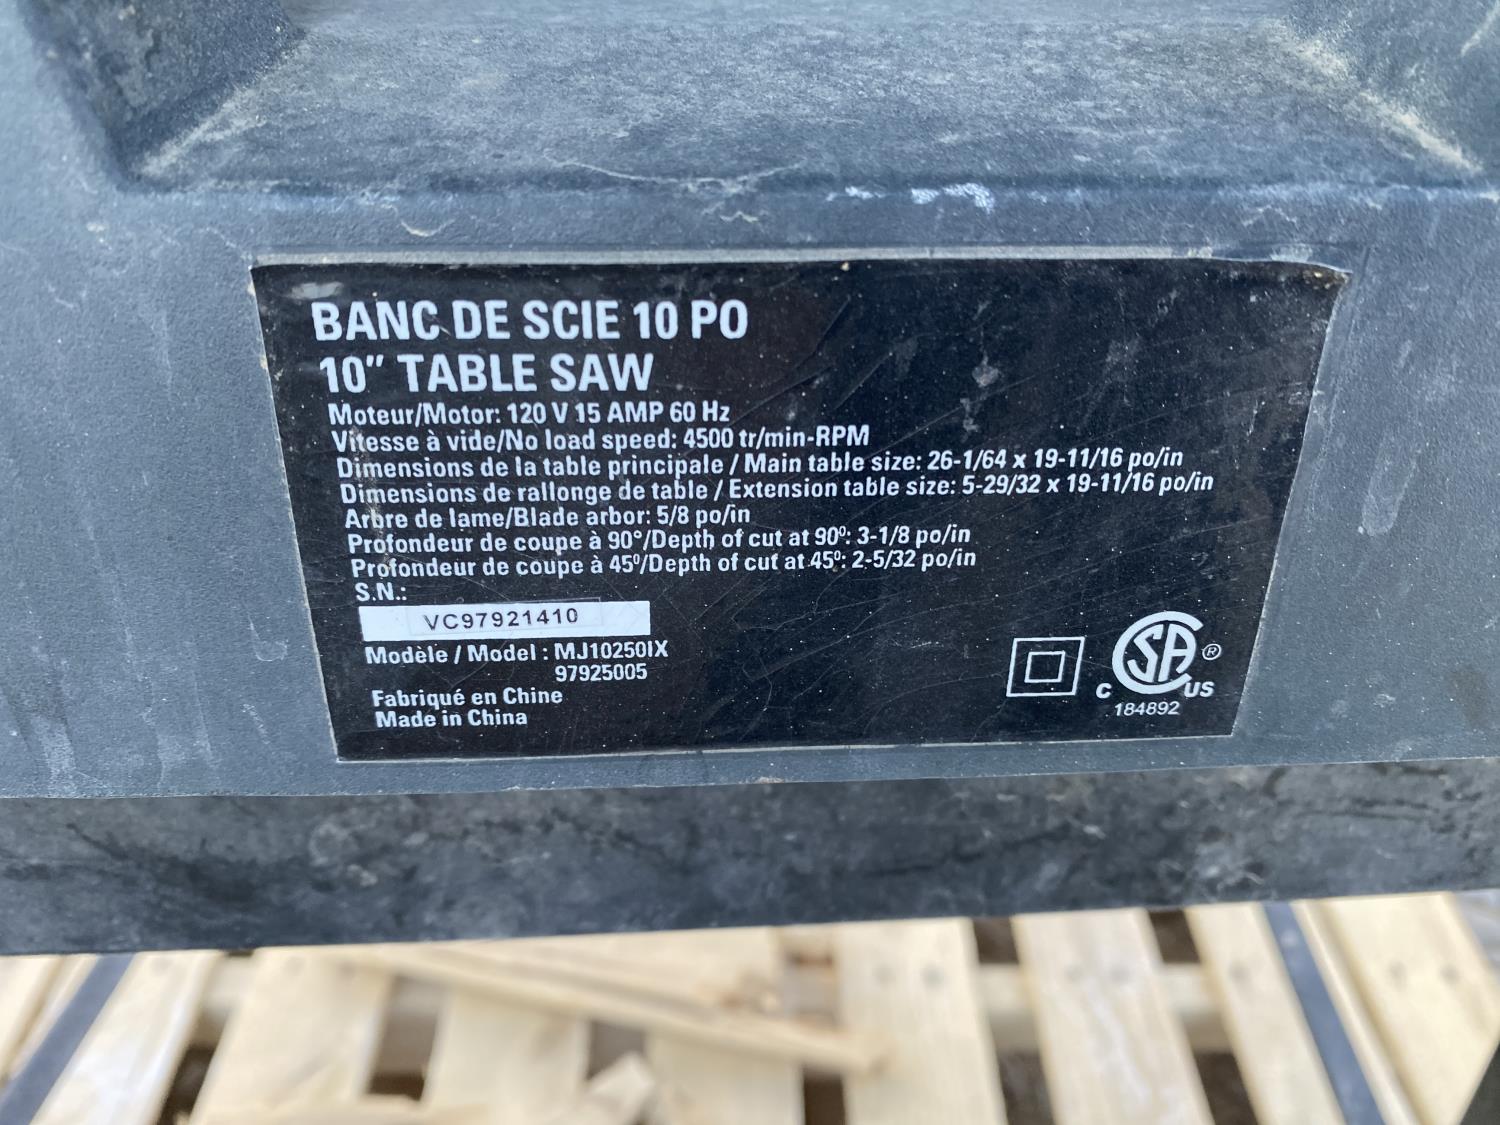 BANC DE SCIE 10 PO
10" TABLE SAW
Moteur/Motor: 120 V 15 AMP 60 Hz
Vitesse à vide/No load speed: 4500 tr/min-RPM
Dimensions de la table principale / Main table size: 26-1/64 x 19-11/16 po/in
Dimensions de rallonge de table / Extension table size: 5-29/32 x 19-11/16 po/in
Arbre de lame/Blade arbor: 5/8 po/in
Profondeur de coupe à 90°/Depth of cut at 90º: 3-1/8 po/in
Profondeur de coupe à 45º/Depth of cut at 45º: 2-5/32 po/in
S.N.:
VC97921410
Modèle / Model : MJ10250IX
97925005
Fabriqué en Chine
Made in China
C SA ® US
184892